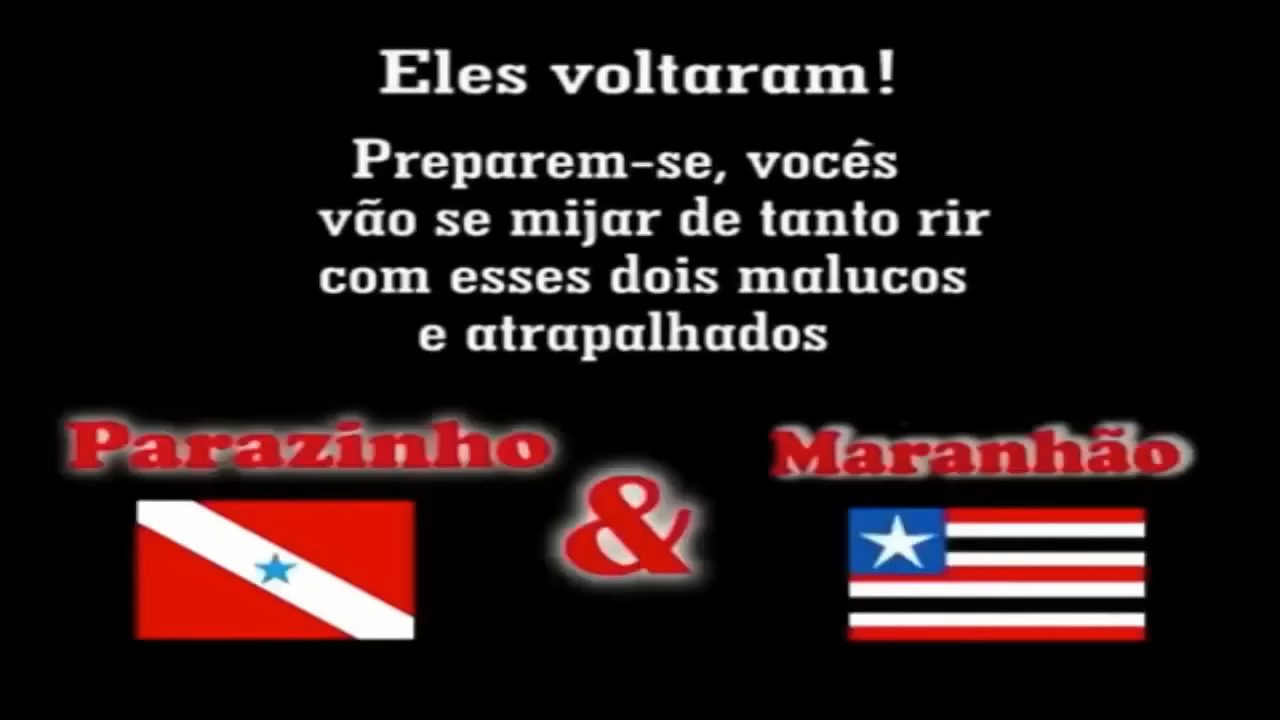 Eles voltaram!
Preparem-se, vocês
vão se mijar de tanto rir
com esses dois malucos
e atrapalhados
Parazinho & Maranhão